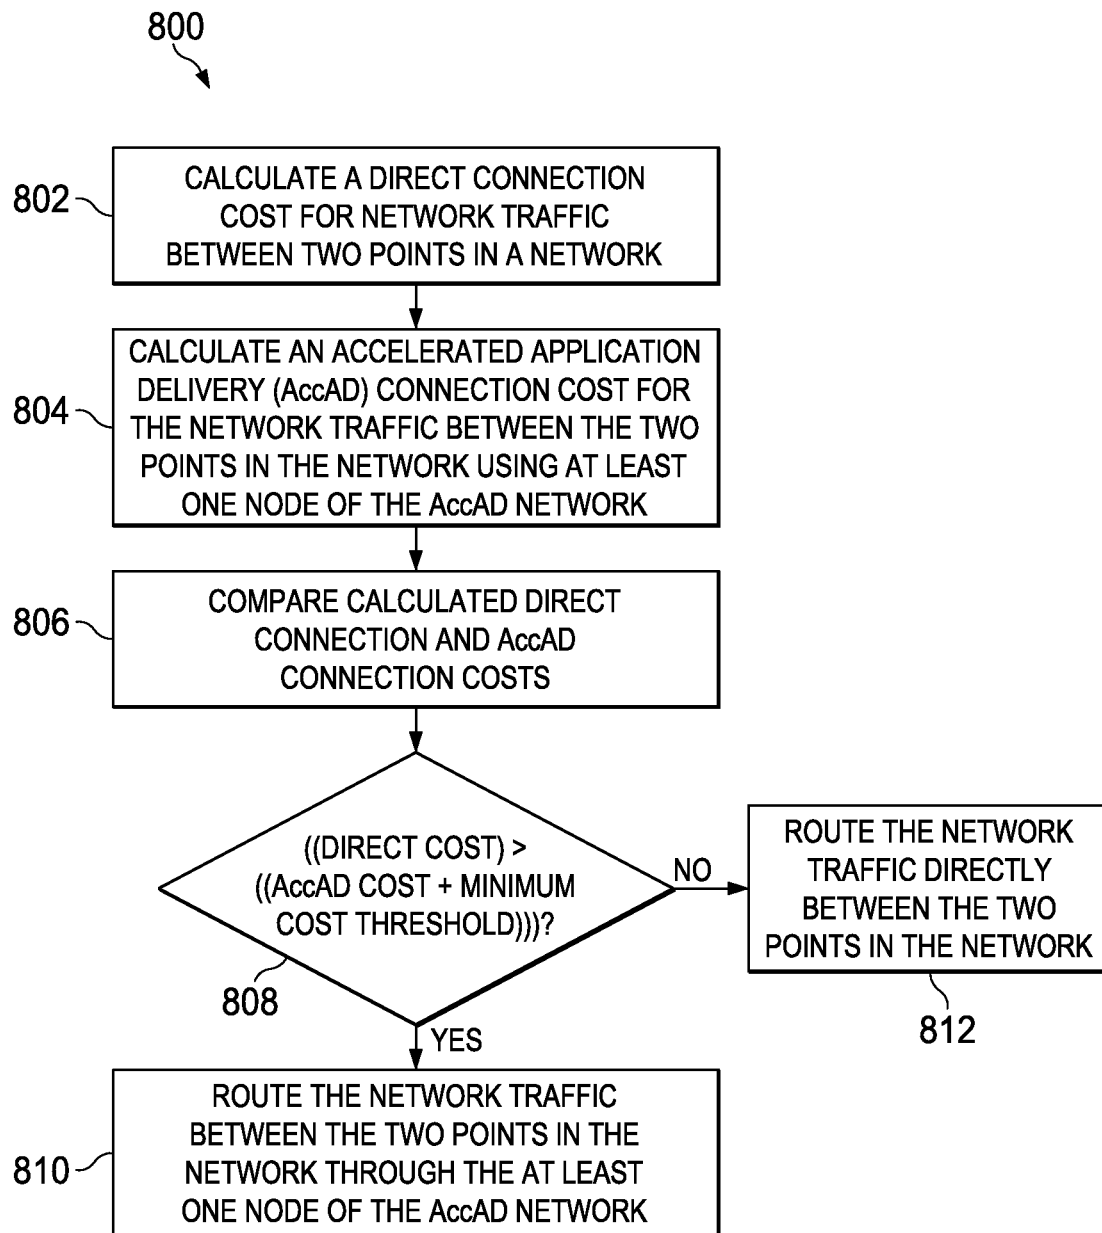 800
802
CALCULATE A DIRECT CONNECTION
COST FOR NETWORK TRAFFIC
BETWEEN TWO POINTS IN A NETWORK
804
CALCULATE AN ACCELERATED APPLICATION
DELIVERY (AccAD) CONNECTION COST FOR
THE NETWORK TRAFFIC BETWEEN THE TWO
POINTS IN THE NETWORK USING AT LEAST
ONE NODE OF THE AccAD NETWORK
806
COMPARE CALCULATED DIRECT
CONNECTION AND AccAD
CONNECTION COSTS
((DIRECT COST) >
((AccAD COST + MINIMUM
COST THRESHOLD)))?
808
NO
ROUTE THE NETWORK
TRAFFIC DIRECTLY
BETWEEN THE TWO
POINTS IN THE NETWORK
812
YES
810
ROUTE THE NETWORK TRAFFIC
BETWEEN THE TWO POINTS IN THE
NETWORK THROUGH THE AT LEAST
ONE NODE OF THE AccAD NETWORK